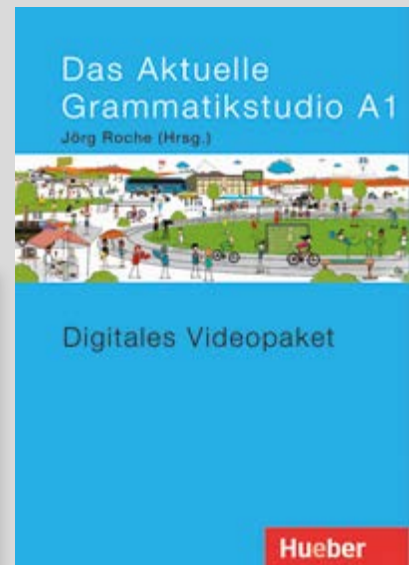 Das Aktuelle
Grammatikstudio A1
Jörg Roche (Hrsg.)
Digitales Videopaket
Hueber